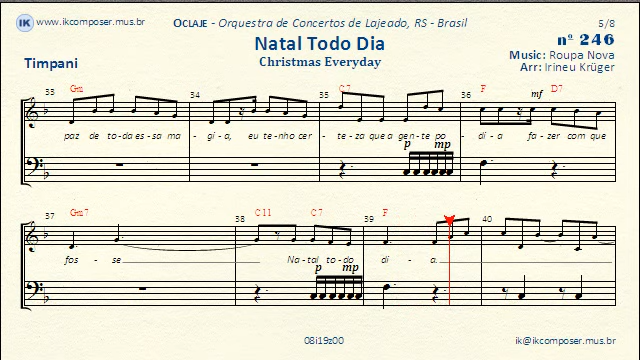 IK www.ikcomposer.mus.br
OCLAJE - Orquestra de Concertos de Lajeado, RS - Brasil
5/8
Natal Todo Dia
nº 246
Timpani
Christmas Everyday
Music: Roupa Nova
Arr: Irineu Krüger
33 Gm 34 35 C7 36 F mf D7
paz de to-da es-sa ma - gi-a, eu te-nho cer - te-za que a gen-te po - di-a fa-zer com que
p mp
37 Gm7 38 C11 C7 39 F 40
fos - se Na-tal to-do di - a.
p mp
08i19z00
ik@ikcomposer.mus.br